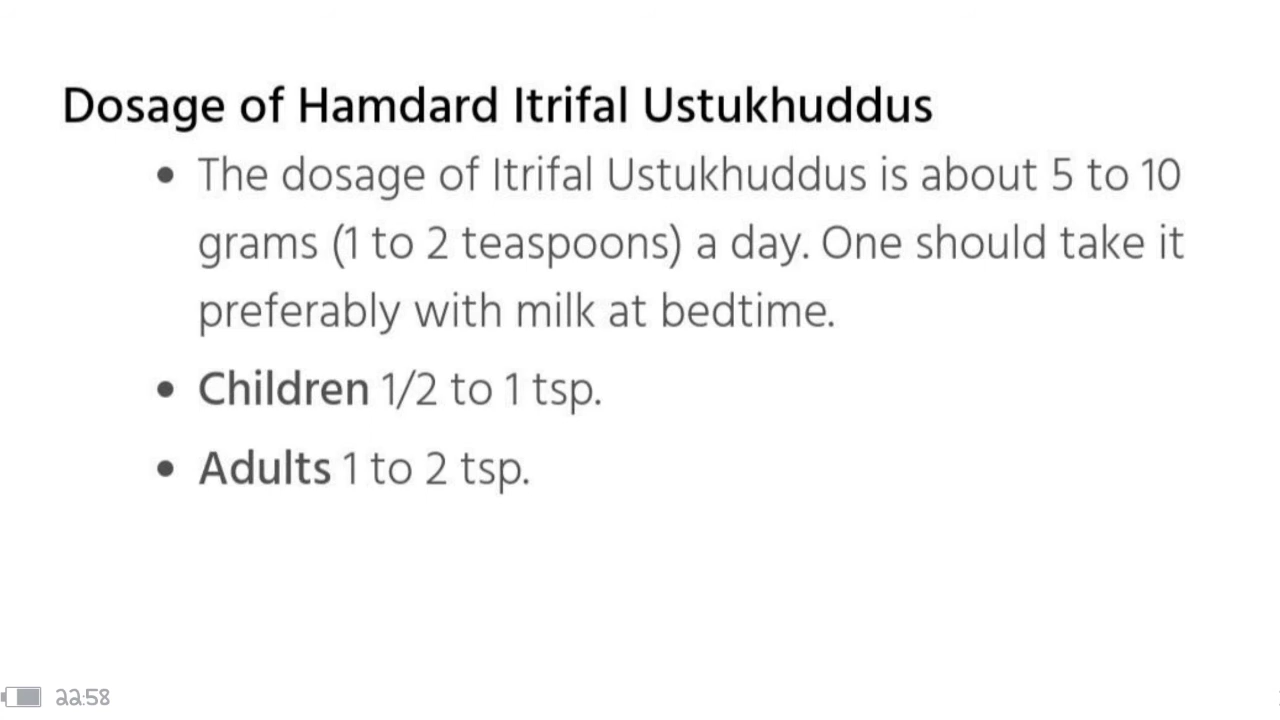 Dosage of Hamdard Itrifal Ustukhuddus
• The dosage of Itrifal Ustukhuddus is about 5 to 10
grams (1 to 2 teaspoons) a day. One should take it
preferably with milk at bedtime.
• Children 1/2 to 1 tsp.
• Adults 1 to 2 tsp.
22:58